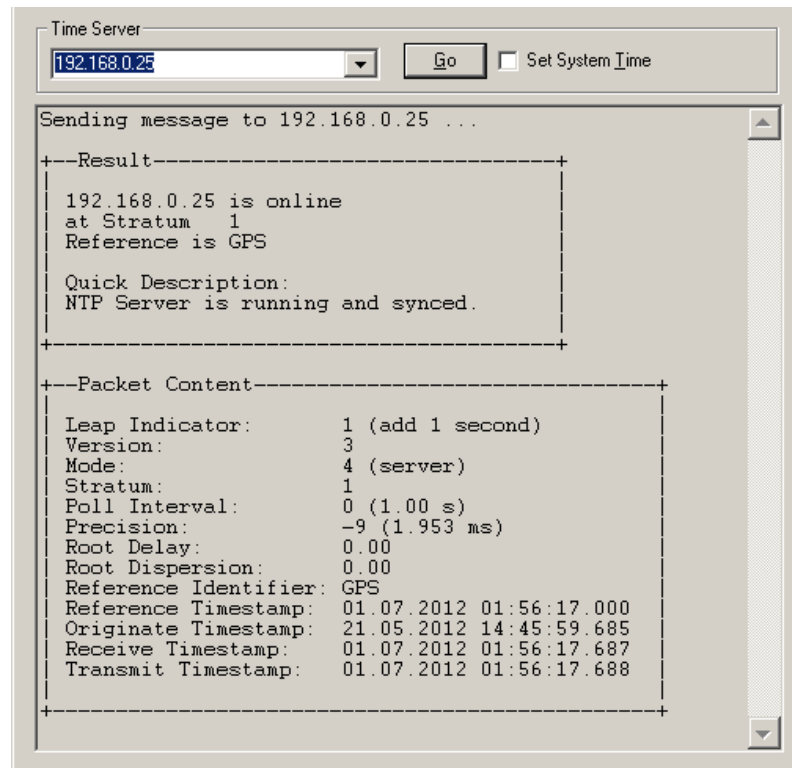 Time Server
192.168.0.25 Go Set System Time
Sending message to 192.168.0.25 ...
+--Result--------------------------------+
192.168.0.25 is online
at Stratum 1
Reference is GPS
Quick Description:
NTP Server is running and synced.
+----------------------------------------+
+--Packet Content--------------------------------+
Leap Indicator: 1 (add 1 second)
Version: 3
Mode: 4 (server)
Stratum: 1
Poll Interval: 0 (1.00 s)
Precision: -9 (1.953 ms)
Root Delay: 0.00
Root Dispersion: 0.00
Reference Identifier: GPS
Reference Timestamp: 01.07.2012 01:56:17.000
Originate Timestamp: 21.05.2012 14:45:59.685
Receive Timestamp: 01.07.2012 01:56:17.687
Transmit Timestamp: 01.07.2012 01:56:17.688
+------------------------------------------------+